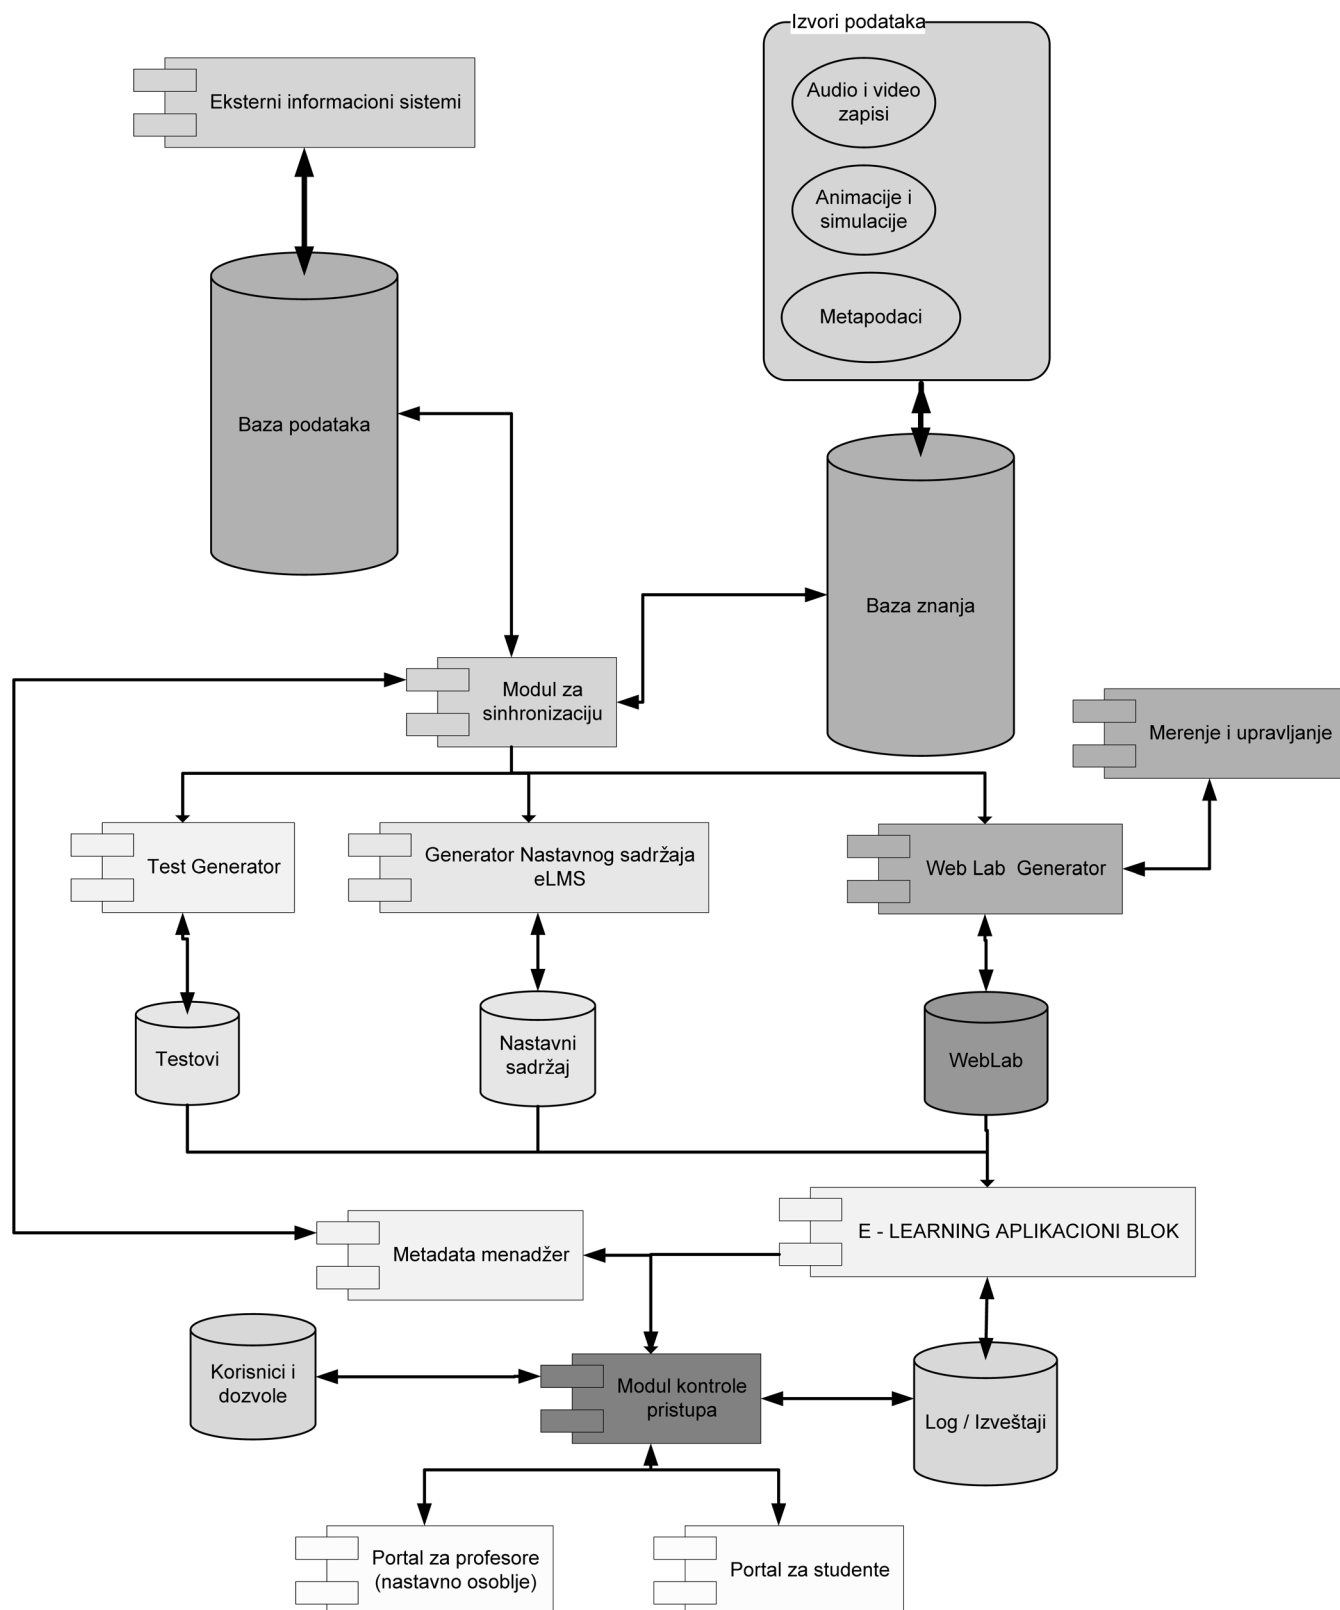 Izvori podataka
Eksterni informacioni sistemi
Audio i video
zapisi
Animacije i
simulacije
Metapodaci
Baza podataka
Baza znanja
Modul za
sinhronizaciju
Merenje i upravljanje
Test Generator
Generator Nastavnog sadržaja
eLMS
Web Lab Generator
Testovi
Nastavni
sadržaj
WebLab
E - LEARNING APLIKACIONI BLOK
Metadata menadžer
Korisnici i
dozvole
Modul kontrole
pristupa
Log / Izveštaji
Portal za profesore
(nastavno osoblje)
Portal za studente